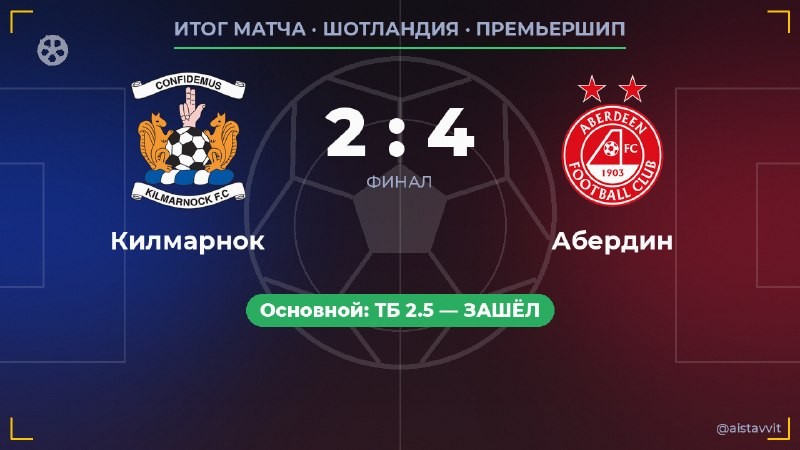 ИТОГ МАТЧА · ШОТЛАНДИЯ · ПРЕМЬЕРШИП
CONFIDEMUS
KILMARNOCK F.C
2 : 4
ФИНАЛ
ABERDEEN
FC
1903
FOOTBALL CLUB
Килмарнок
Абердин
Основной: ТБ 2.5 — ЗАШЁЛ
@aistavvit